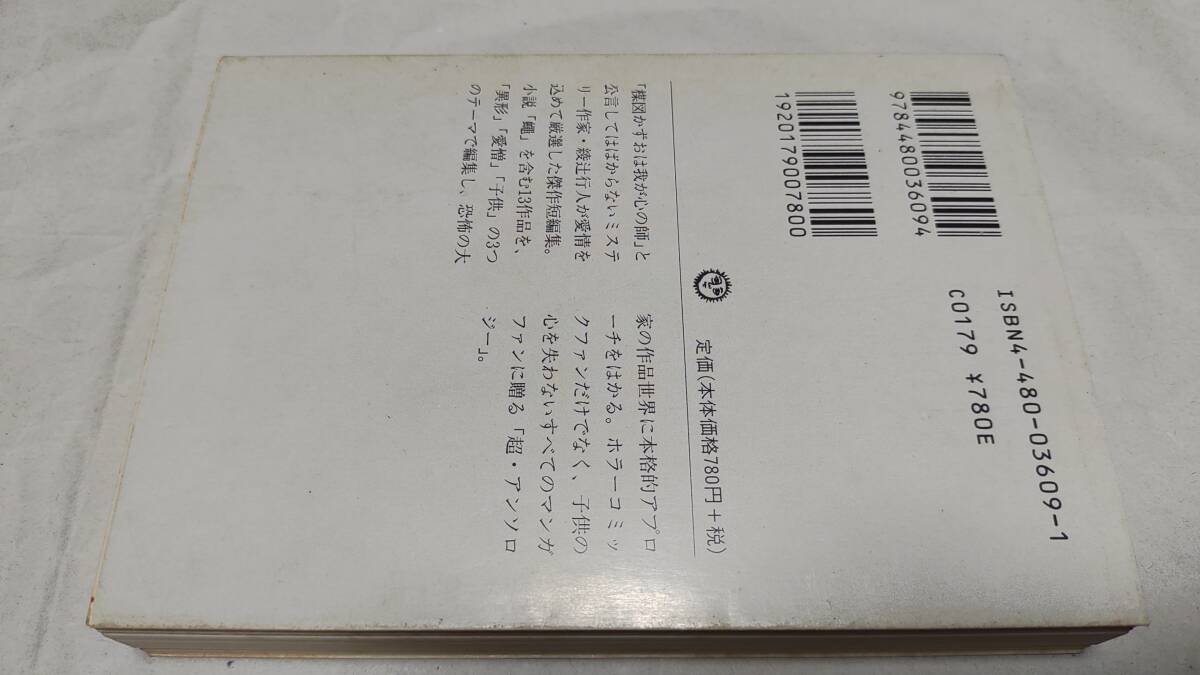 9784480036094
1920179007800
ISBN4-480-03609-1
C0179 ¥780E
定価(本体価格780円+税)
「楳図かずおは我が心の師」と
公言してはばからないミステ
リー作家・綾辻行人が愛情を
込めて厳選した傑作短編集。
小説「蠅」を含む13作品を、
「異形」「愛憎」「子供」の3つ
のテーマで編集し、恐怖の大
家の作品世界に本格的アプロ
ーチをはかる。ホラーコミッ
クファンだけでなく、子供の
心を失わないすべてのマンガ
ファンに贈る「超・アンソロ
ジー」。